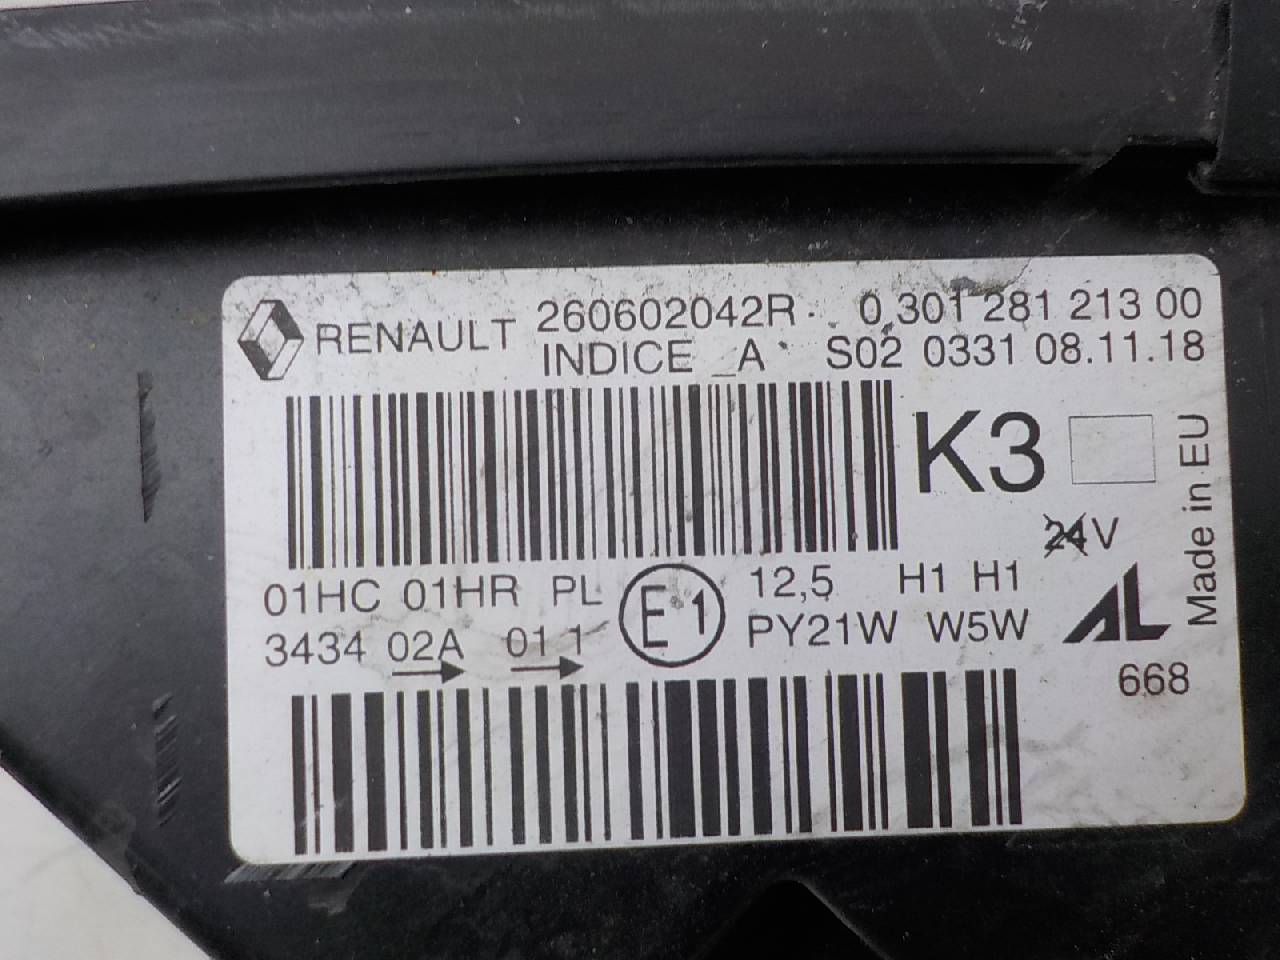 RENAULT 260602042R 0.301 281 213 00
INDICE _A S02 0331 08.11.18
K3
Made in EU
24V
01HC 01HR PL E1 12,5 H1 H1
3434 02A 01 1 PY21W W5W
AL
668